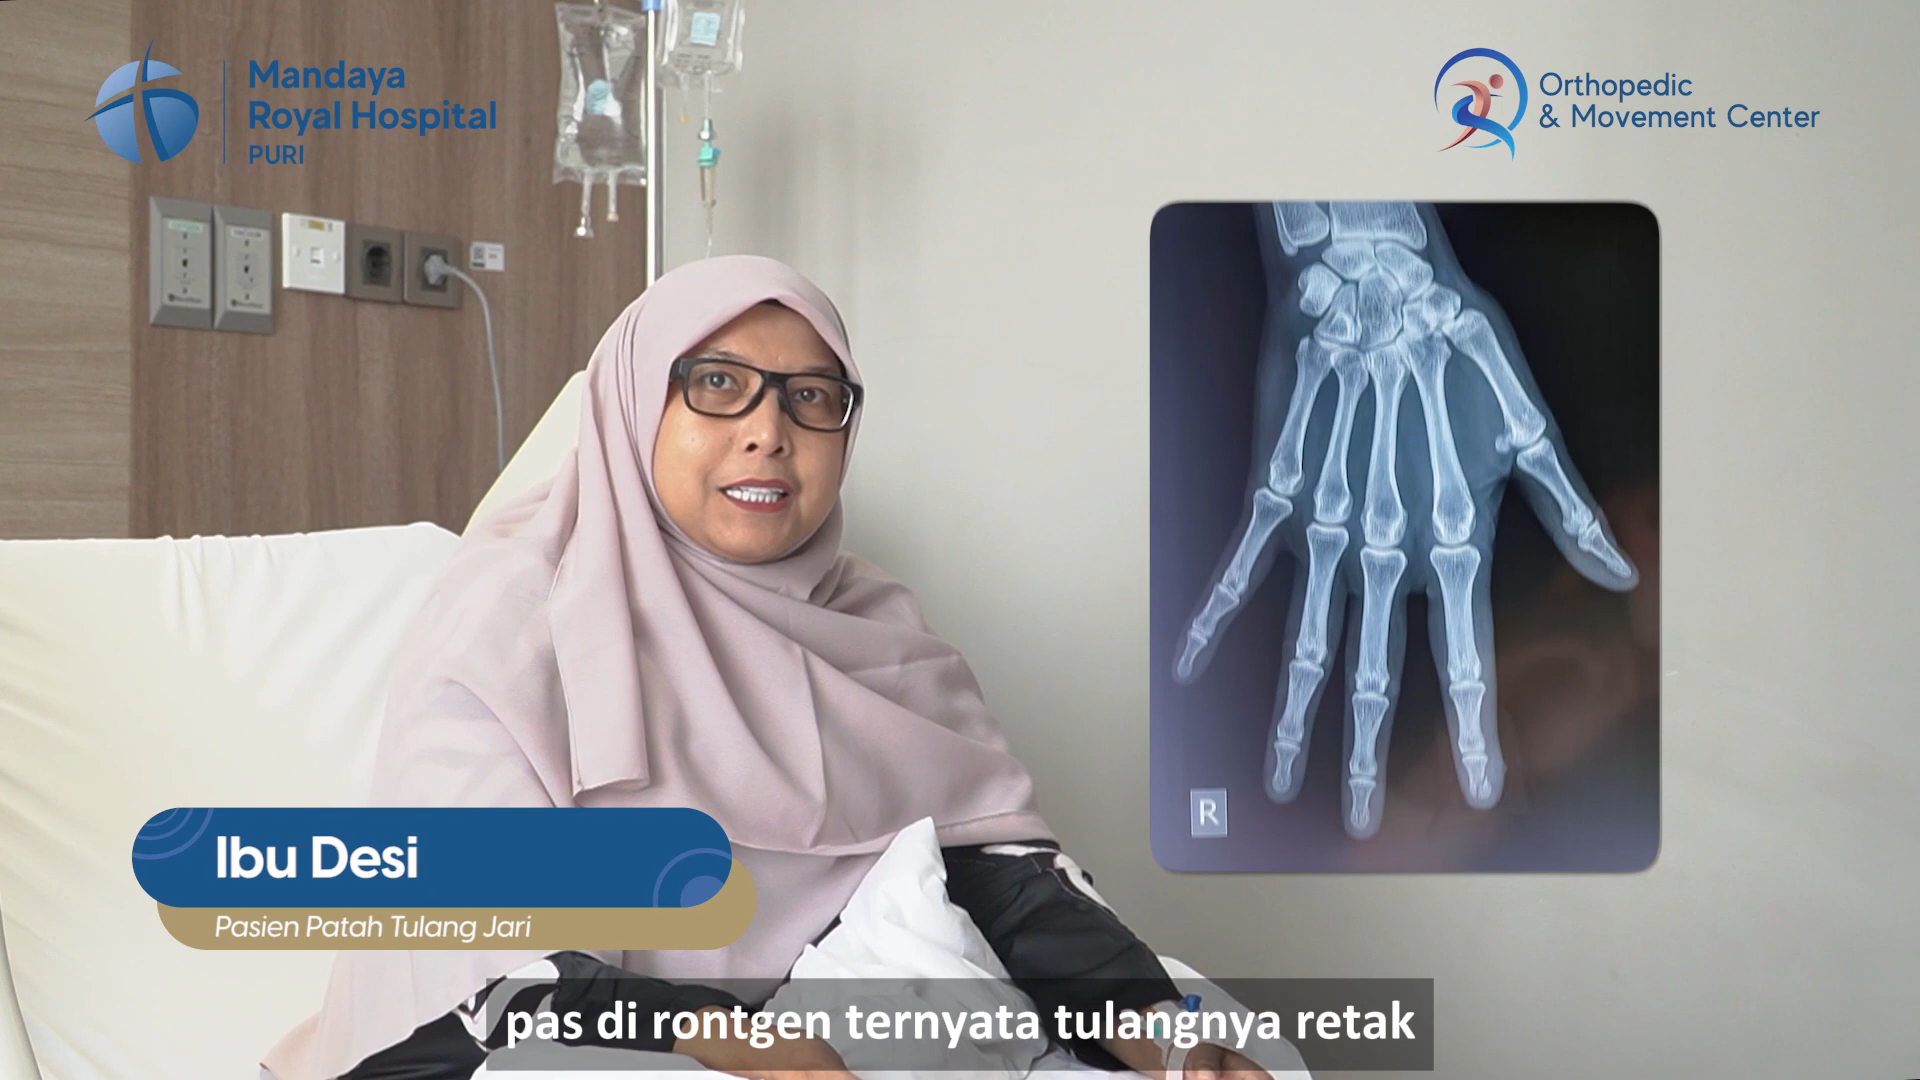 Mandaya
Royal Hospital
PURI
Orthopedic
& Movement Center
R
Ibu Desi
Pasien Patah Tulang Jari
pas di rontgen ternyata tulangnya retak